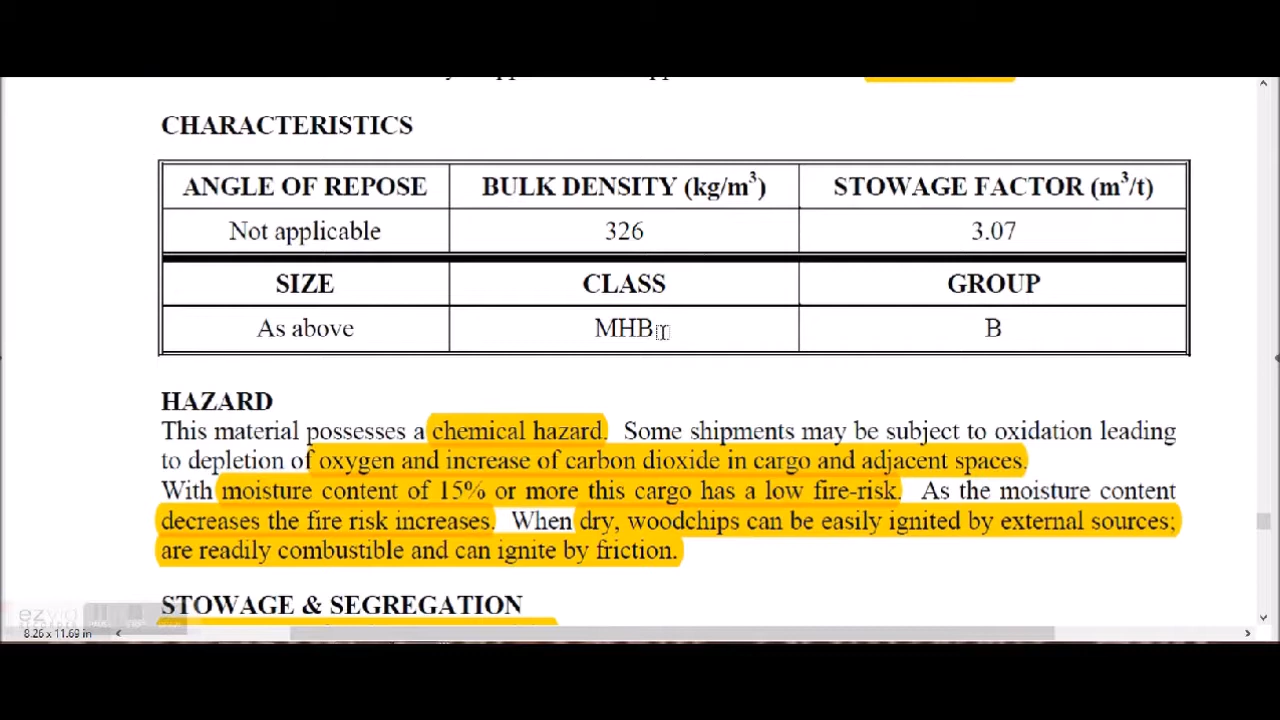 CHARACTERISTICS
ANGLE OF REPOSE BULK DENSITY (kg/m³) STOWAGE FACTOR (m³/t)
Not applicable 326 3.07
SIZE CLASS GROUP
As above MHB B
HAZARD
This material possesses a chemical hazard. Some shipments may be subject to oxidation leading
to depletion of oxygen and increase of carbon dioxide in cargo and adjacent spaces.
With moisture content of 15% or more this cargo has a low fire-risk. As the moisture content
decreases the fire risk increases. When dry, woodchips can be easily ignited by external sources;
are readily combustible and can ignite by friction.
STOWAGE & SEGREGATION
8.26 x 11.69 in